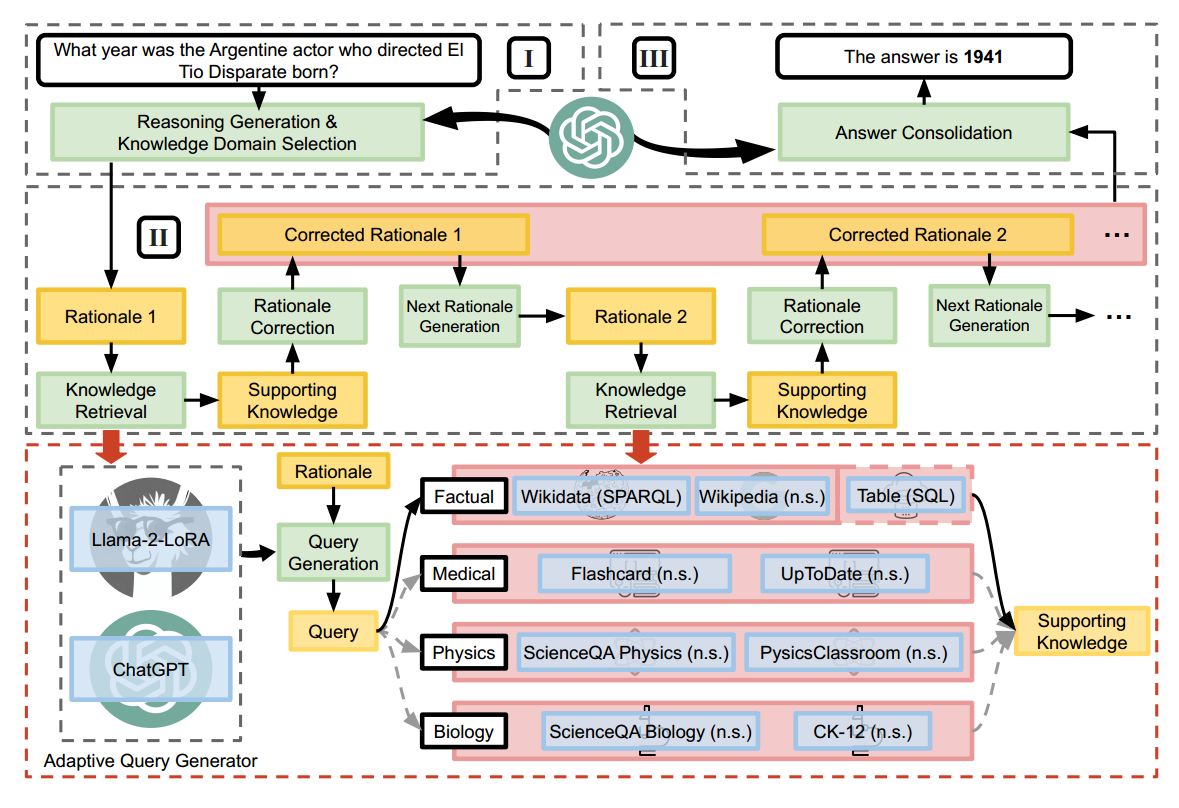 What year was the Argentine actor who directed El
Tio Disparate born?
I
III
The answer is 1941
Reasoning Generation &
Knowledge Domain Selection
Answer Consolidation
II
Corrected Rationale 1
Corrected Rationale 2
...
Rationale 1
Rationale
Correction
Next Rationale
Generation
Rationale 2
Rationale
Correction
Next Rationale
Generation
...
Knowledge
Retrieval
Supporting
Knowledge
Knowledge
Retrieval
Supporting
Knowledge
Llama-2-LoRA
ChatGPT
Adaptive Query Generator
Rationale
Query
Generation
Query
Factual
Wikidata (SPARQL)
Wikipedia (n.s.)
Table (SQL)
Medical
Flashcard (n.s.)
UpToDate (n.s.)
Physics
ScienceQA Physics (n.s.)
PysicsClassroom (n.s.)
Biology
ScienceQA Biology (n.s.)
CK-12 (n.s.)
Supporting
Knowledge